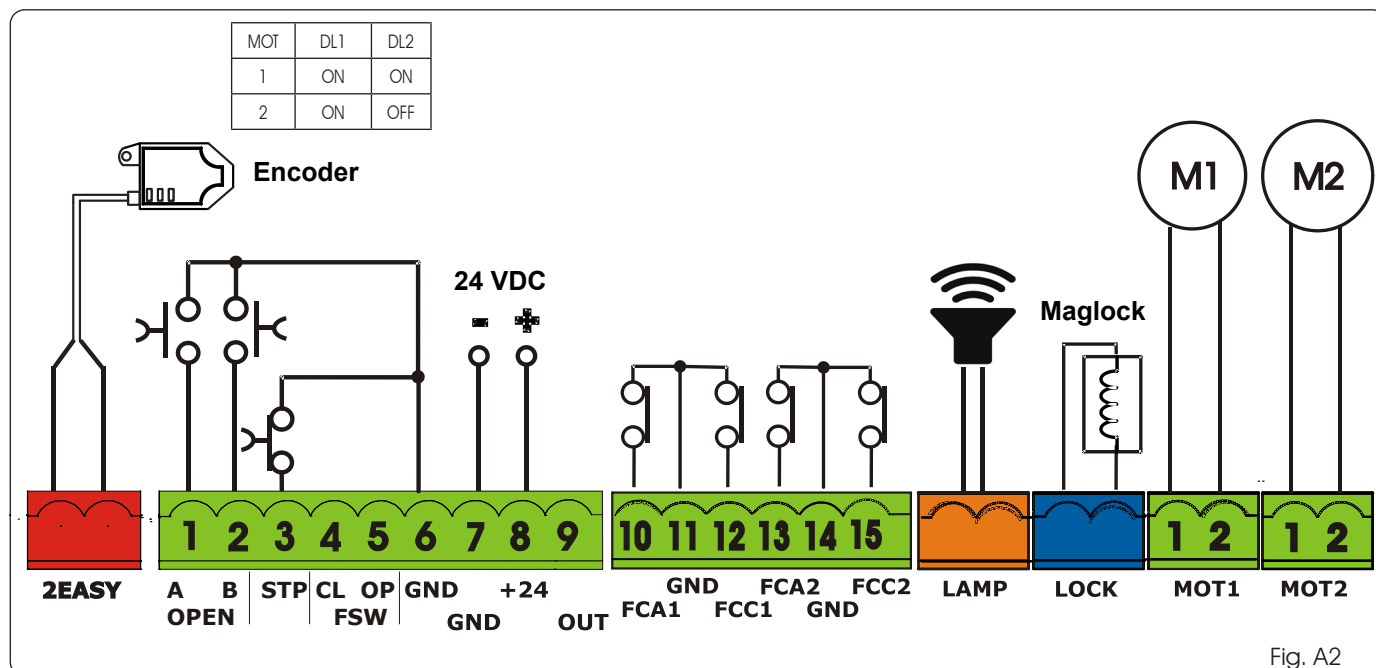 MOT DL1 DL2
1 ON ON
2 ON OFF
Encoder
24 VDC
- +
Maglock
M1 M2
1 2 3 4 5 6 7 8 9 10 11 12 13 14 15 1 2 1 2
2EASY A B STP CL OP GND +24 GND FCA2 FCC2 LAMP LOCK MOT1 MOT2
OPEN FSW GND OUT FCA1 FCC1 GND
Fig. A2